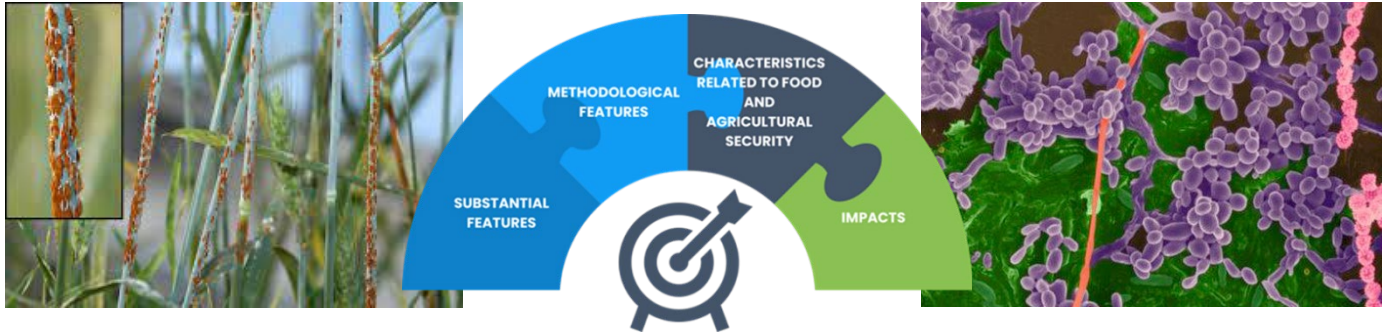 SUBSTANTIAL
FEATURES
METHODOLOGICAL
FEATURES
CHARACTERISTICS
RELATED TO FOOD
AND
AGRICULTURAL
SECURITY
IMPACTS